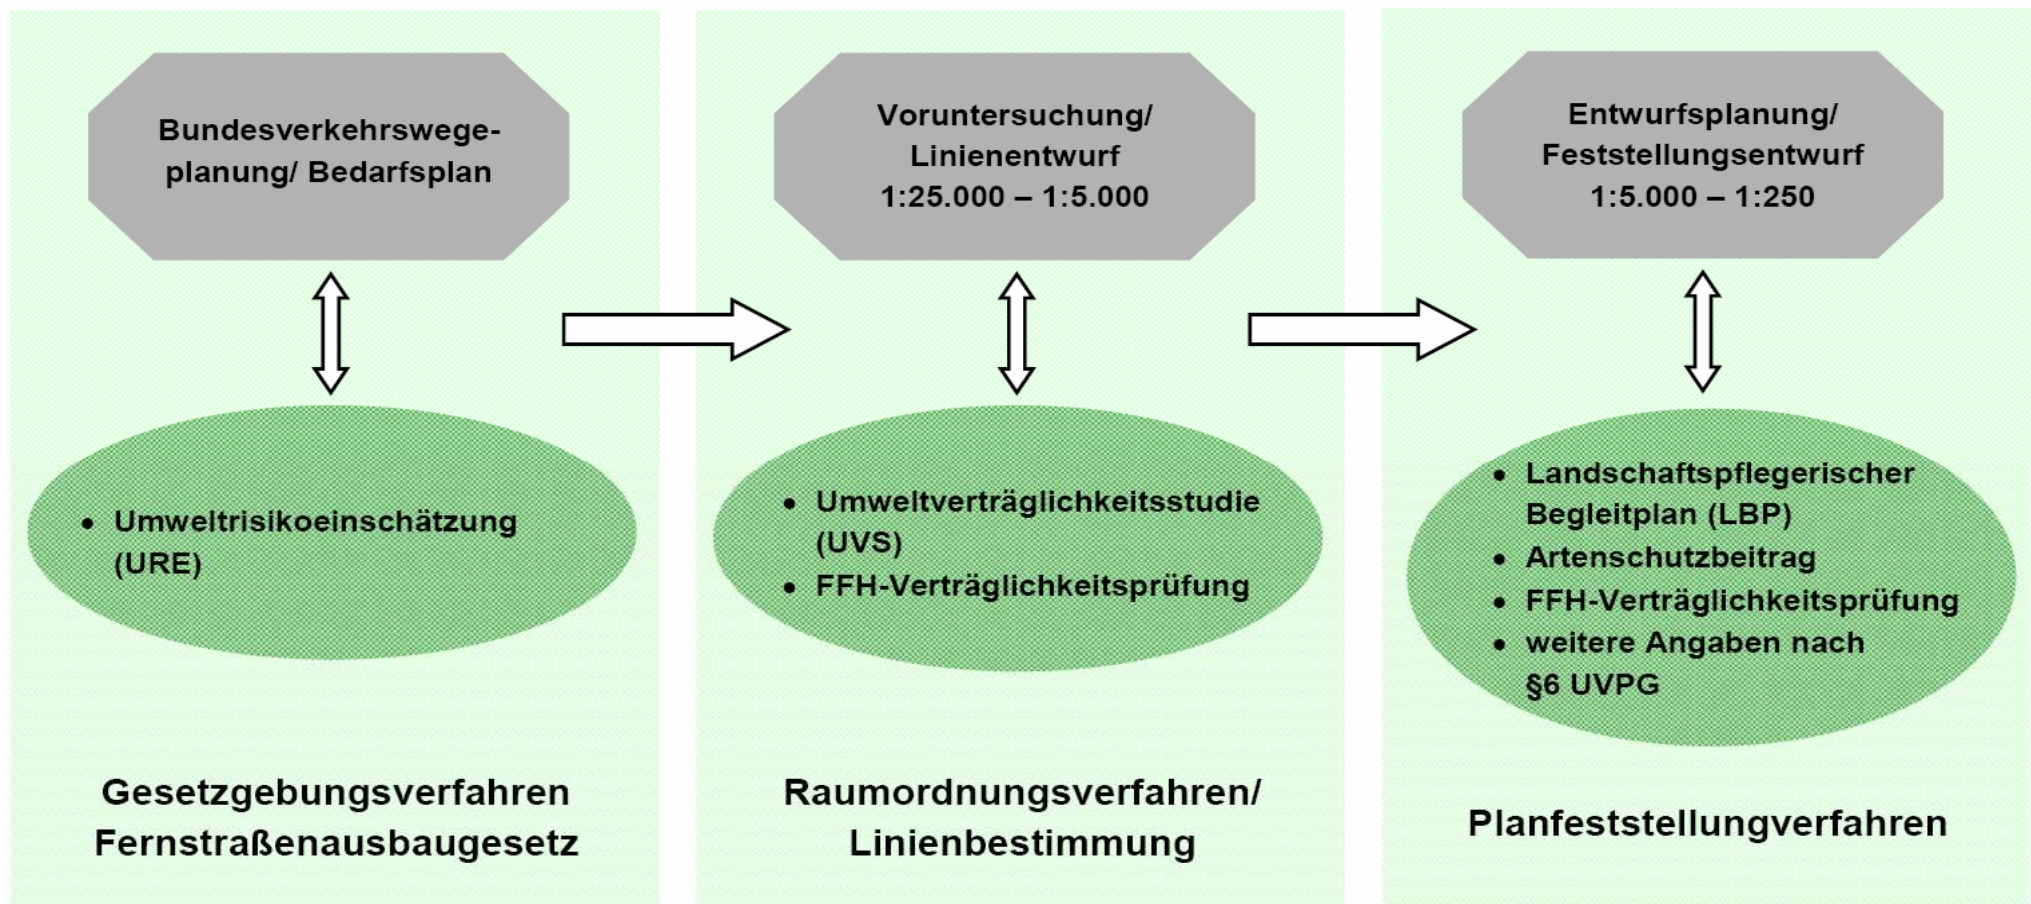 Bundesverkehrswege-
planung/ Bedarfsplan
• Umweltrisikoeinschätzung
(URE)
Gesetzgebungsverfahren
Fernstraßenausbaugesetz
Voruntersuchung/
Linienentwurf
1:25.000 – 1:5.000
• Umweltverträglichkeitsstudie
(UVS)
• FFH-Verträglichkeitsprüfung
Raumordnungsverfahren/
Linienbestimmung
Entwurfsplanung/
Feststellungsentwurf
1:5.000 – 1:250
• Landschaftspflegerischer
Begleitplan (LBP)
• Artenschutzbeitrag
• FFH-Verträglichkeitsprüfung
• weitere Angaben nach
§6 UVPG
Planfeststellungverfahren